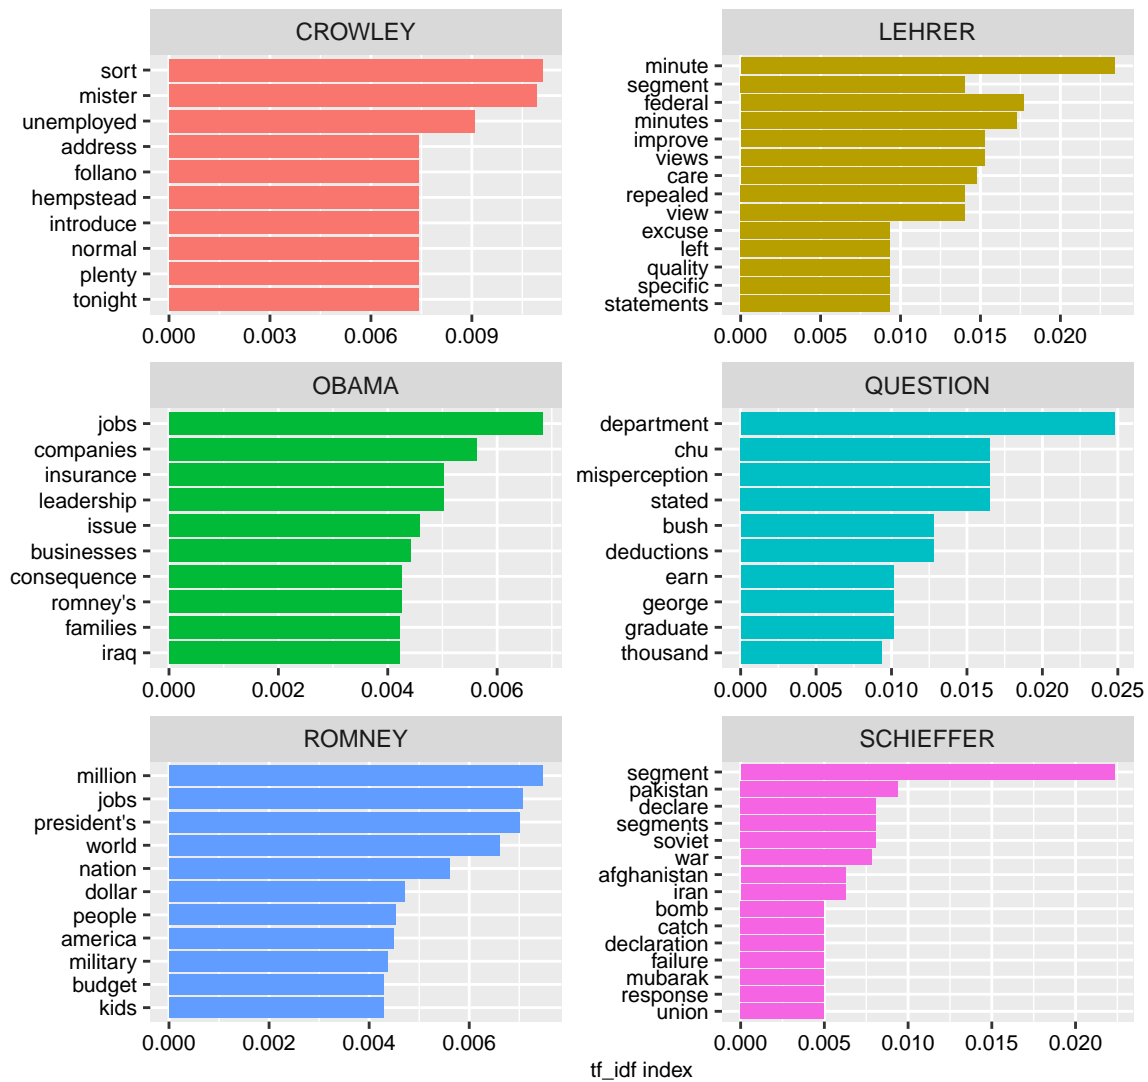 CROWLEY
sort
mister
unemployed
address
follano
hempstead
introduce
normal
plenty
tonight
0.000 0.003 0.006 0.009
LEHRER
minute
segment
federal
minutes
improve
views
care
repealed
view
excuse
left
quality
specific
statements
0.000 0.005 0.010 0.015 0.020
OBAMA
jobs
companies
insurance
leadership
issue
businesses
consequence
romney's
families
iraq
0.000 0.002 0.004 0.006
QUESTION
department
chu
misperception
stated
bush
deductions
earn
george
graduate
thousand
0.000 0.005 0.010 0.015 0.020 0.025
ROMNEY
million
jobs
president's
world
nation
dollar
people
america
military
budget
kids
0.000 0.002 0.004 0.006
SCHIEFFER
segment
pakistan
declare
segments
soviet
war
afghanistan
iran
bomb
catch
declaration
failure
mubarak
response
union
0.000 0.005 0.010 0.015 0.020
tf_idf index